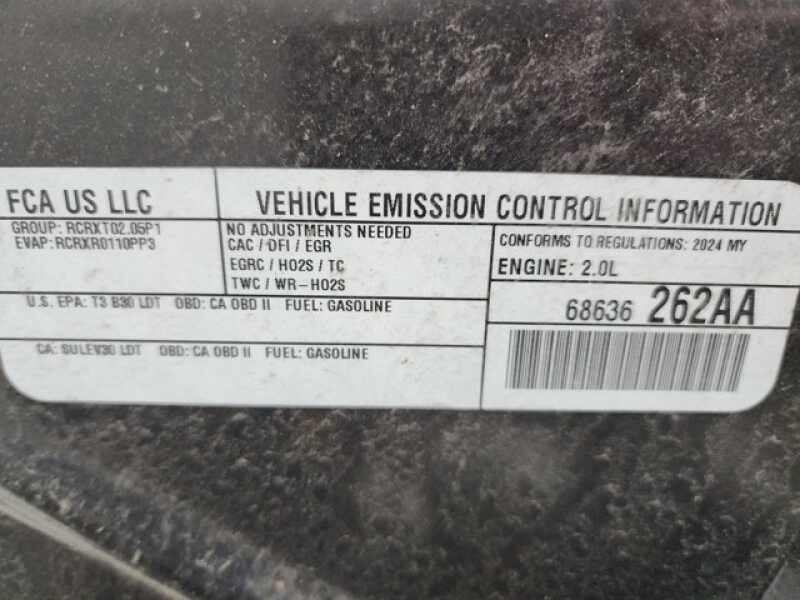 FCA US LLC
VEHICLE EMISSION CONTROL INFORMATION
GROUP: RCRXT02.05P1
EVAP: RCRXR0110PP3
NO ADJUSTMENTS NEEDED
CAC / DFI / EGR
EGRC / HO2S / TC
TWC / WR-HO2S
CONFORMS TO REGULATIONS: 2024 MY
ENGINE: 2.0L
U.S. EPA: T3 B30 LDT OBD: CA OBD II FUEL: GASOLINE
68636 262AA
CA: SULEV30 LDT OBD: CA OBD II FUEL: GASOLINE